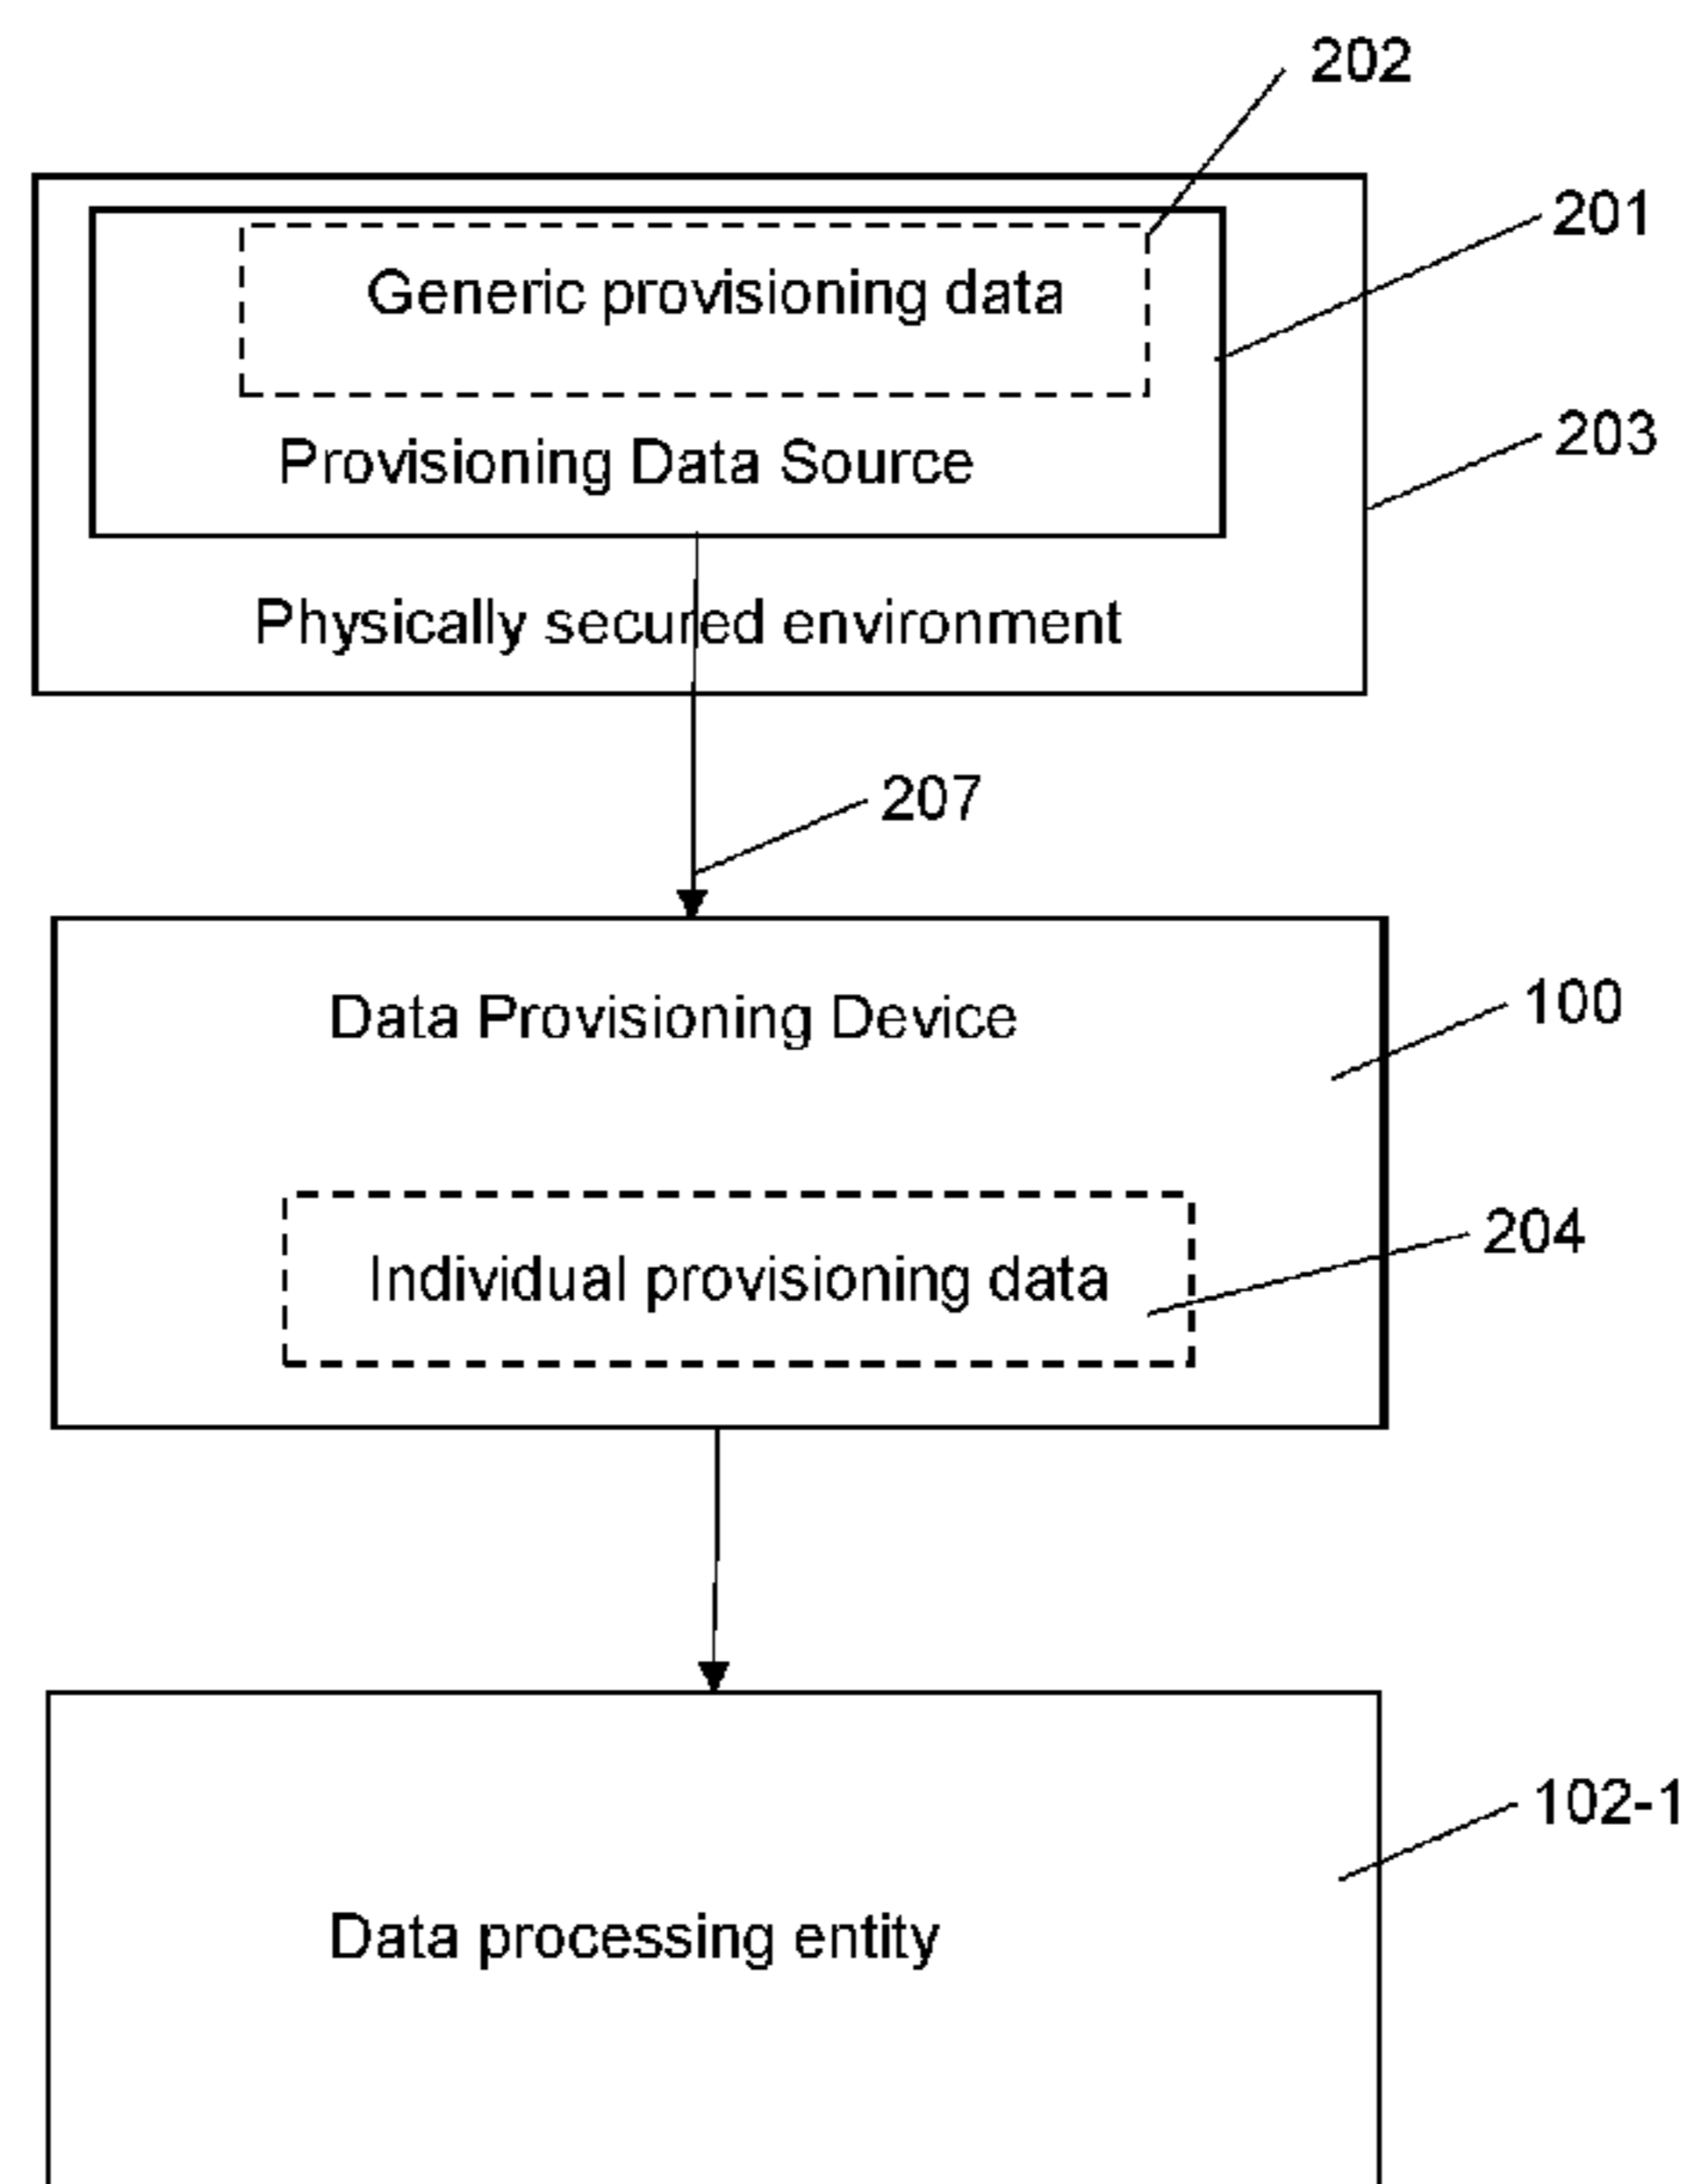 202
201
Generic provisioning data
203
Provisioning Data Source
Physically secured environment
207
Data Provisioning Device
100
204
Individual provisioning data
102-1
Data processing entity